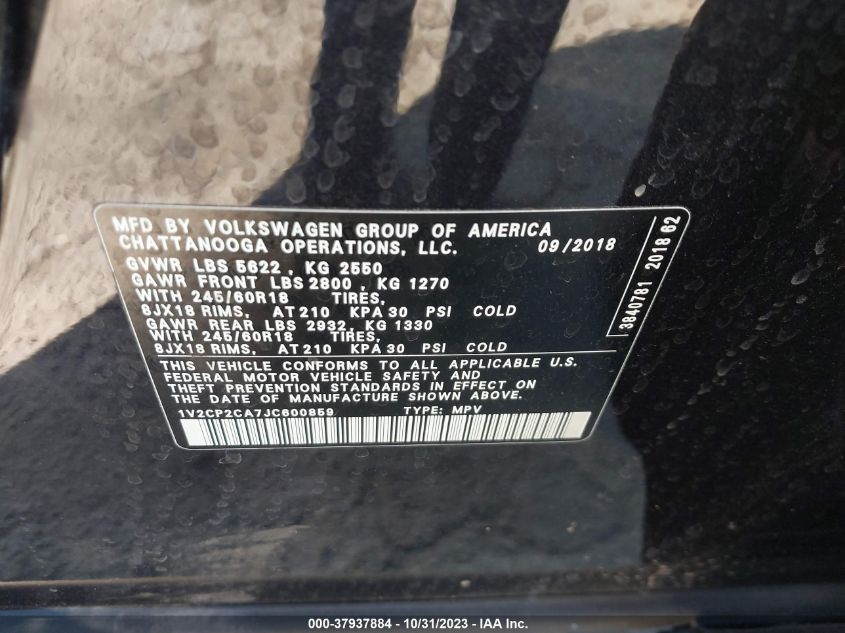 MFD BY VOLKSWAGEN GROUP OF AMERICA
CHATTANOOGA OPERATIONS, LLC. 09/2018
GVWR LBS 5622 , KG 2550
GAWR FRONT LBS 2800 , KG 1270
WITH 245/60R18 TIRES,
8JX18 RIMS, AT 210 KPA 30 PSI COLD
GAWR REAR LBS 2932, KG 1330
WITH 245/60R18 TIRES,
8JX18 RIMS, AT 210 KPA 30 PSI COLD
THIS VEHICLE CONFORMS TO ALL APPLICABLE U.S.
FEDERAL MOTOR VEHICLE SAFETY AND
THEFT PREVENTION STANDARDS IN EFFECT ON
THE DATE OF MANUFACTURE SHOWN ABOVE.
1V2CP2CA7JC600859 TYPE: MPV
3840781 2018 62
000-37937884 - 10/31/2023 - IAA Inc.